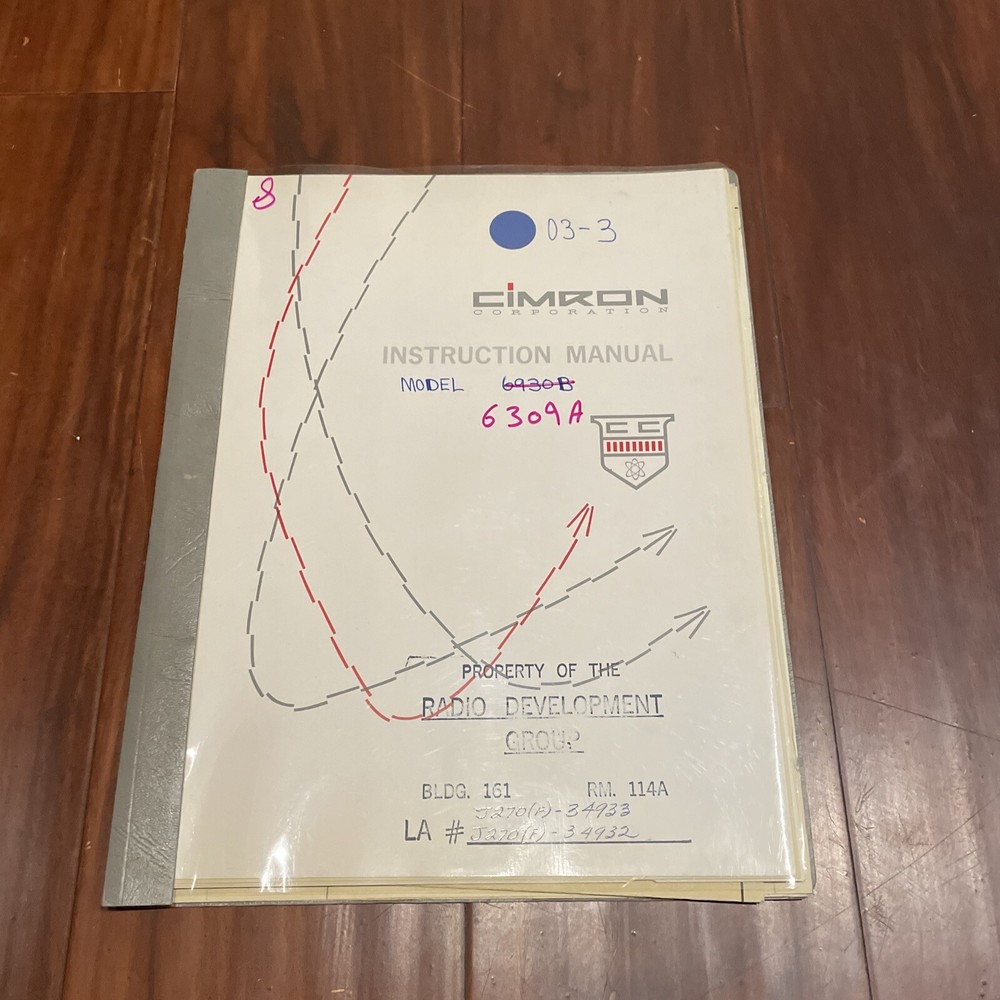 8
03-3
CiMRON
CORPORATION
INSTRUCTION MANUAL
MODEL 6930B
6309A
CC
PROPERTY OF THE
RADIO DEVELOPMENT
GROUP
BLDG. 161 RM. 114A
J270(A)-34933
LA # J270(F)-34932